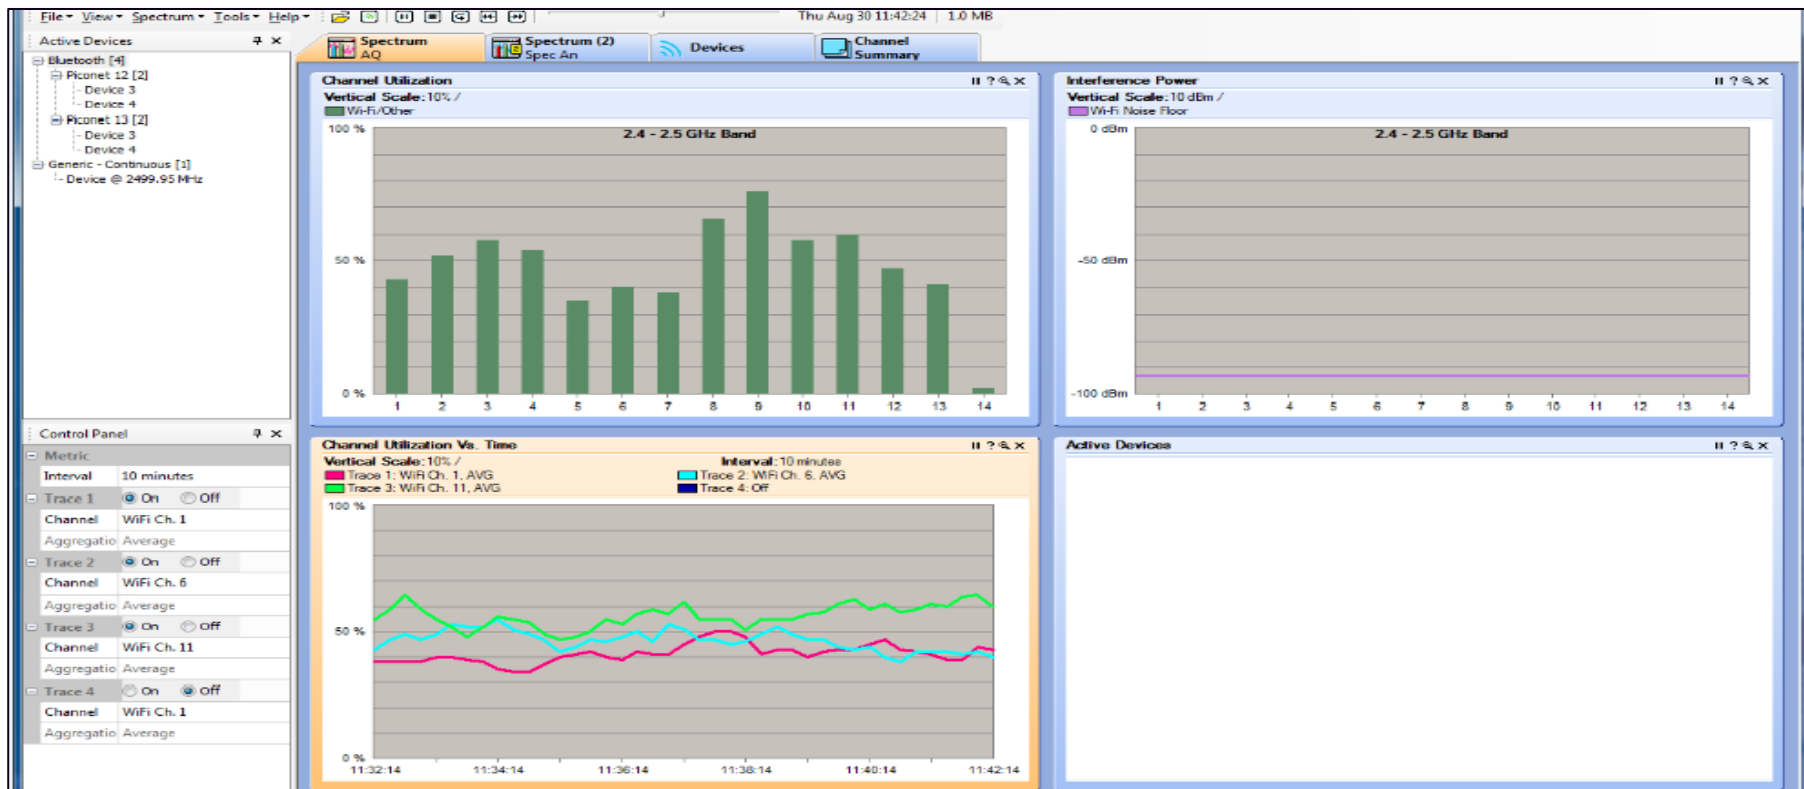 File View Spectrum Tools Help Thu Aug 30 11:42:24 1.0 MB
Active Devices
Bluetooth [4]
Piconet 12 [2]
Device 3
Device 4
Piconet 13 [2]
Device 3
Device 4
Generic - Continuous [1]
Device @ 2499.95 MHz
Control Panel
Metric
Interval 10 minutes
Trace 1 On Off
Channel WiFi Ch. 1
Aggregatio Average
Trace 2 On Off
Channel WiFi Ch. 6
Aggregatio Average
Trace 3 On Off
Channel WiFi Ch. 11
Aggregatio Average
Trace 4 On Off
Channel WiFi Ch. 1
Aggregatio Average
Spectrum
AQ
Spectrum (2)
Spec An
Devices
Channel
Summary
Channel Utilization
Vertical Scale: 10% /
Wi-Fi/Other
2.4 - 2.5 GHz Band
100 %
50 %
0 %
1 2 3 4 5 6 7 8 9 10 11 12 13 14
Interference Power
Vertical Scale: 10 dBm /
Wi-Fi Noise Floor
2.4 - 2.5 GHz Band
0 dBm
-50 dBm
-100 dBm
1 2 3 4 5 6 7 8 9 10 11 12 13 14
Channel Utilization Vs. Time
Vertical Scale: 10% / Interval: 10 minutes
Trace 1: WiFi Ch. 1, AVG Trace 2: WiFi Ch. 6, AVG
Trace 3: WiFi Ch. 11, AVG Trace 4: Off
100 %
50 %
0 %
11:32:14 11:34:14 11:36:14 11:38:14 11:40:14 11:42:14
Active Devices